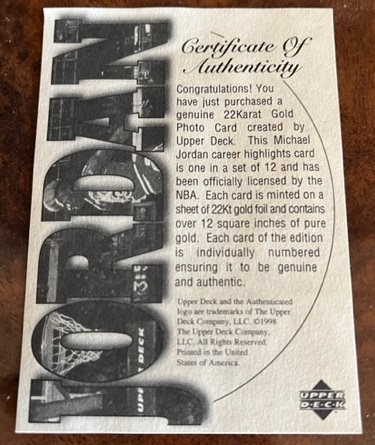 JORDAN
Certificate Of
Authenticity
Congratulations! You
have just purchased a
genuine 22Karat Gold
Photo Card created by
Upper Deck. This Michael
Jordan career highlights card
is one in a set of 12 and has
been officially licensed by the
NBA. Each card is minted on a
sheet of 22Kt gold foil and contains
over 12 square inches of pure
gold. Each card of the edition
is individually numbered
ensuring it to be genuine
and authentic.
Upper Deck and the Authenticated
logo are trademarks of The Upper
Deck Company, LLC. ©1998
The Upper Deck Company,
LLC, All Rights Reserved.
Printed in the United
States of America.
UPPER
D·E·C·K